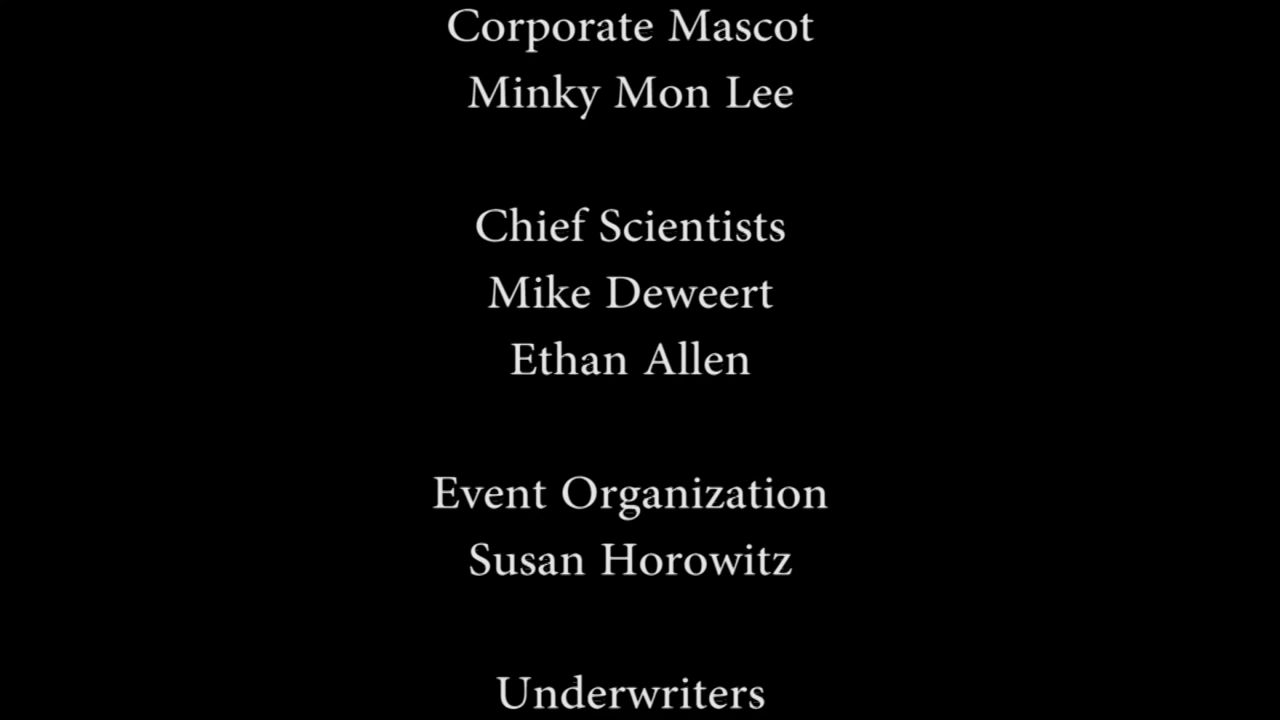 Corporate Mascot
Minky Mon Lee
Chief Scientists
Mike Deweert
Ethan Allen
Event Organization
Susan Horowitz
Underwriters